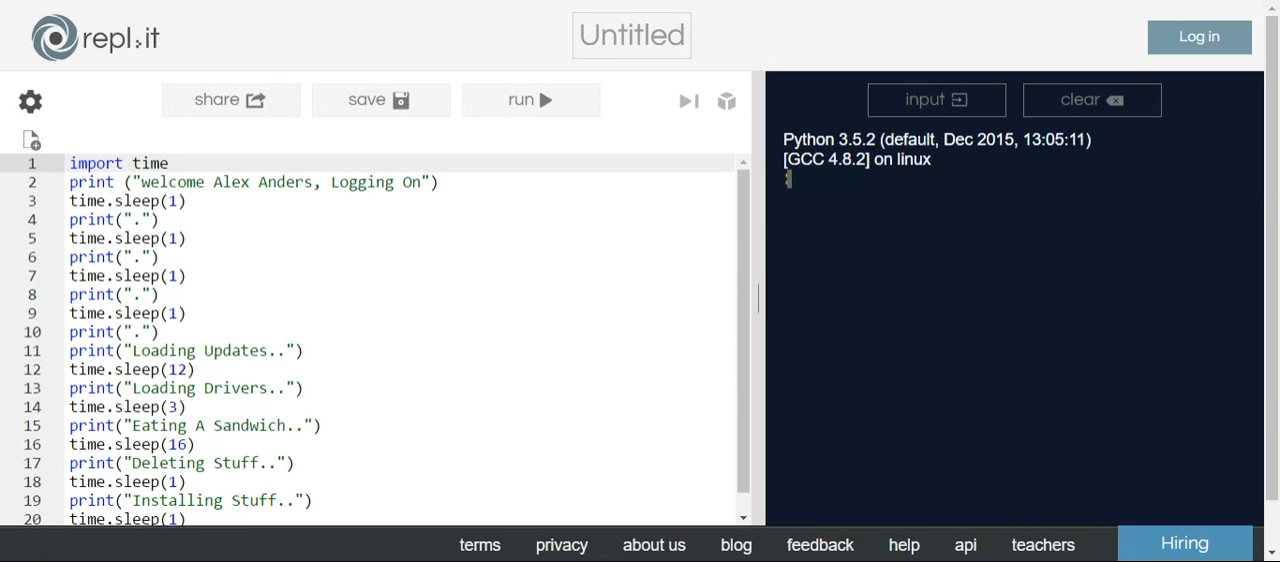 repl.it
Untitled
Log in
share
save
run
input
clear
1 import time
2 print ("welcome Alex Anders, Logging On")
3 time.sleep(1)
4 print(".")
5 time.sleep(1)
6 print(".")
7 time.sleep(1)
8 print(".")
9 time.sleep(1)
10 print(".")
11 print("Loading Updates..")
12 time.sleep(12)
13 print("Loading Drivers..")
14 time.sleep(3)
15 print("Eating A Sandwich..")
16 time.sleep(16)
17 print("Deleting Stuff..")
18 time.sleep(1)
19 print("Installing Stuff..")
20 time.sleep(1)
Python 3.5.2 (default, Dec 2015, 13:05:11)
[GCC 4.8.2] on linux
terms privacy about us blog feedback help api teachers Hiring